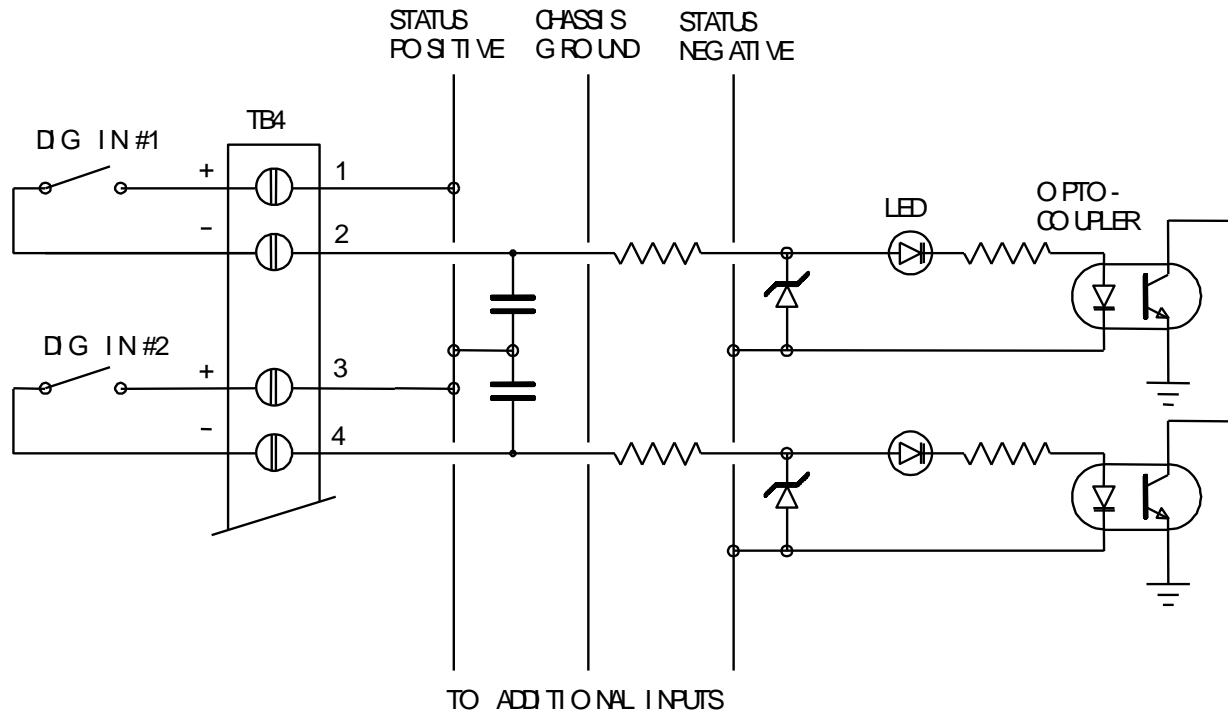 STATUS POSITIVE
CHASSIS GROUND
STATUS NEGATIVE
TB4
DIG IN#1
+
1
-
2
LED
OPTO-COUPLER
DIG IN#2
+
3
-
4
TO ADDITIONAL INPUTS